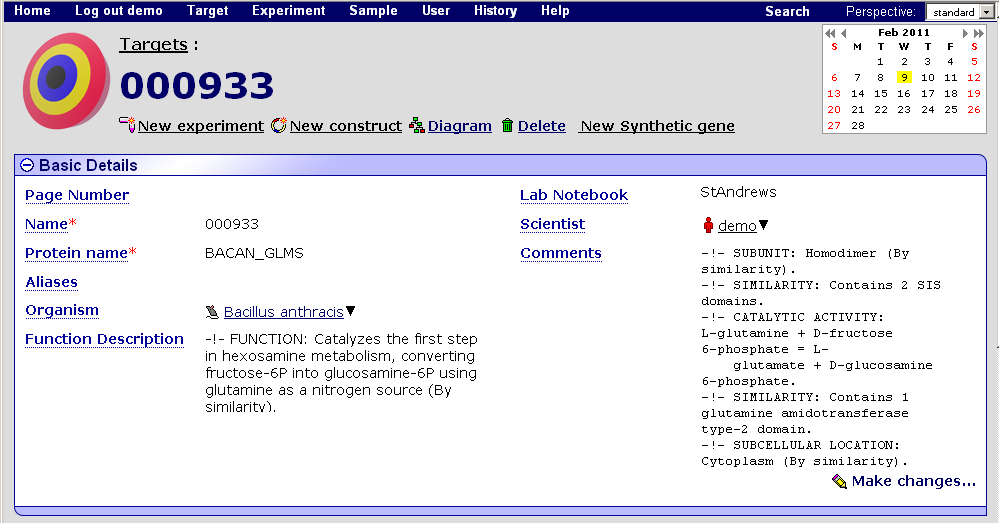 Home Log out demo Target Experiment Sample User History Help Search Perspective: standard
Feb 2011
S M T W T F S
1 2 3 4 5
6 7 8 9 10 11 12
13 14 15 16 17 18 19
20 21 22 23 24 25 26
27 28
Targets :
000933
New experiment New construct Diagram Delete New Synthetic gene
Basic Details
Page Number
Name* 000933
Protein name* BACAN_GLMS
Aliases
Organism Bacillus anthracis
Function Description -!- FUNCTION: Catalyzes the first step
in hexosamine metabolism, converting
fructose-6P into glucosamine-6P using
glutamine as a nitrogen source (By
similarity).
Lab Notebook StAndrews
Scientist demo
Comments -!- SUBUNIT: Homodimer (By
similarity).
-!- SIMILARITY: Contains 2 SIS
domains.
-!- CATALYTIC ACTIVITY:
L-glutamine + D-fructose
6-phosphate = L-
glutamate + D-glucosamine
6-phosphate.
-!- SIMILARITY: Contains 1
glutamine amidotransferase
type-2 domain.
-!- SUBCELLULAR LOCATION:
Cytoplasm (By similarity).
Make changes...